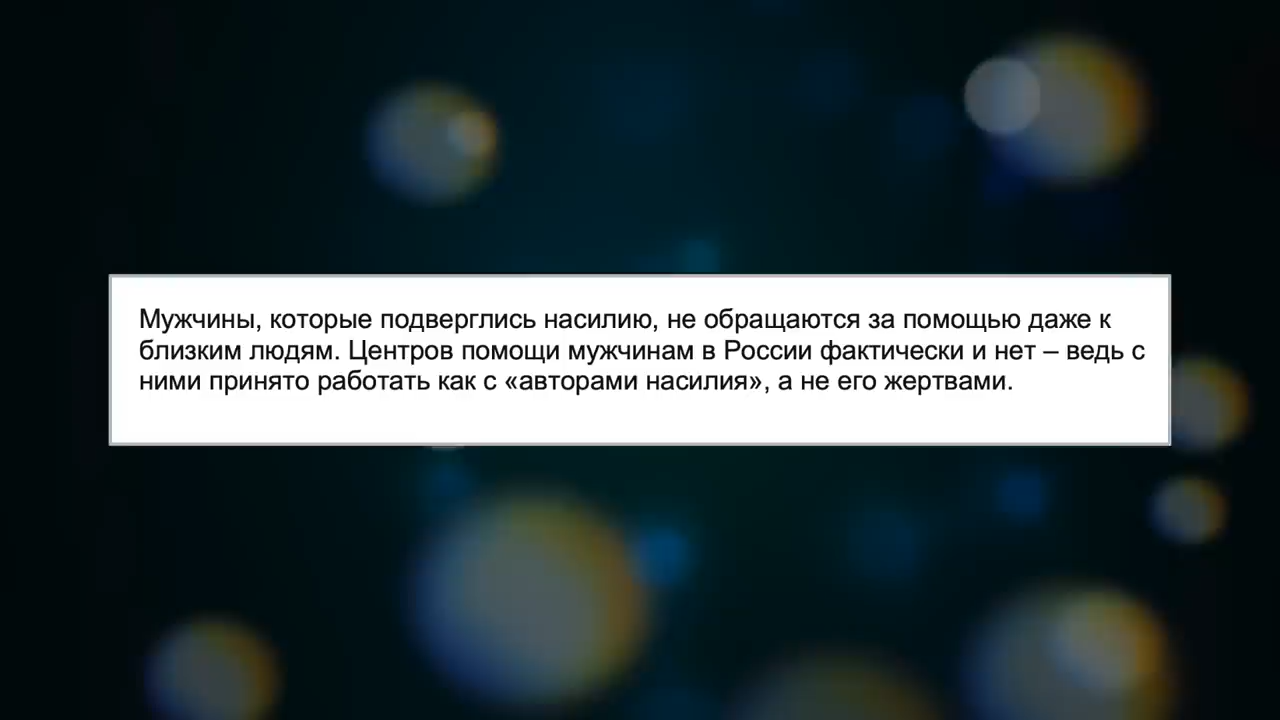 Мужчины, которые подверглись насилию, не обращаются за помощью даже к
близким людям. Центров помощи мужчинам в России фактически и нет – ведь с
ними принято работать как с «авторами насилия», а не его жертвами.